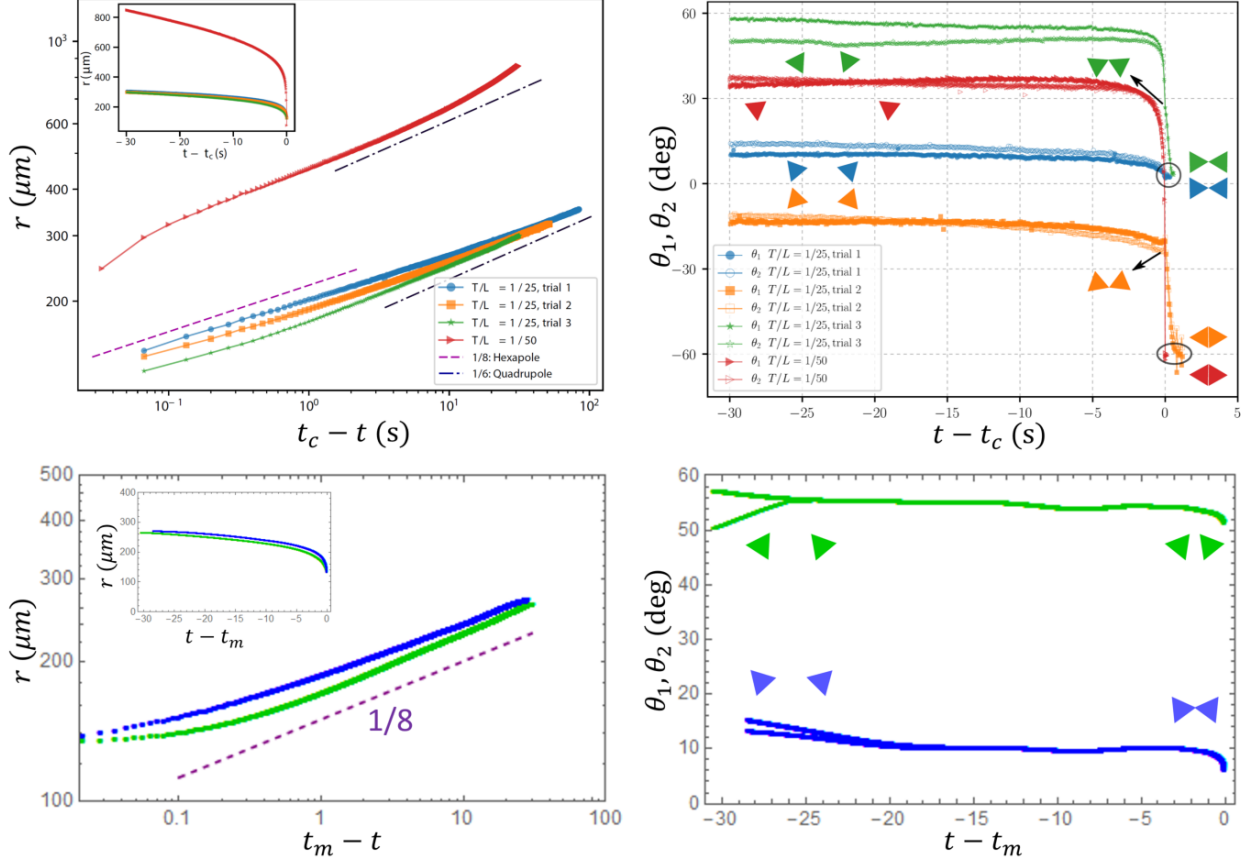 10³
600
400
300
200
r (μm)
800
600
400
200
r (μm)
−30
−20
−10
0
t − t_c (s)
T/L = 1 / 25, trial 1
T/L = 1 / 25, trial 2
T/L = 1 / 25, trial 3
T/L = 1 / 50
1/8: Hexapole
1/6: Quadrupole
10⁻¹
10⁰
10¹
10²
t_c − t (s)
60
30
0
−30
−60
θ₁, θ₂ (deg)
θ₁ T/L = 1/25, trial 1
θ₂ T/L = 1/25, trial 1
θ₁ T/L = 1/25, trial 2
θ₂ T/L = 1/25, trial 2
θ₁ T/L = 1/25, trial 3
θ₂ T/L = 1/25, trial 3
θ₁ T/L = 1/50
θ₂ T/L = 1/50
−30
−25
−20
−15
−10
−5
0
5
t − t_c (s)
500
400
300
200
100
r (μm)
400
300
200
100
0
r (μm)
−30
−25
−20
−15
−10
−5
0
t − t_m
1/8
0.1
1
10
100
t_m − t
60
50
40
30
20
10
0
θ₁, θ₂ (deg)
−30
−25
−20
−15
−10
−5
0
t − t_m